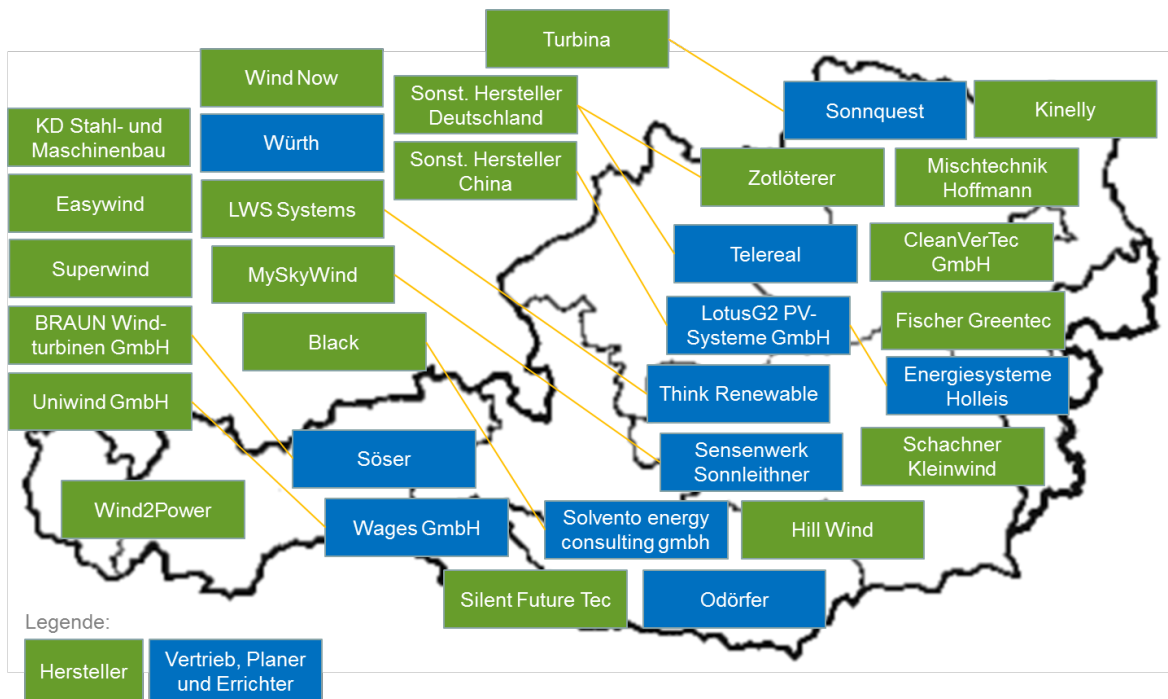 Turbina
Wind Now
Sonst. Hersteller
Deutschland
Sonnquest
Kinelly
KD Stahl- und
Maschinenbau
Würth
Sonst. Hersteller
China
Zotlöterer
Mischtechnik
Hoffmann
Easywind
LWS Systems
Telereal
CleanVerTec
GmbH
Superwind
MySkyWind
BRAUN Wind-
turbinen GmbH
Black
LotusG2 PV-
Systeme GmbH
Fischer Greentec
Uniwind GmbH
Think Renewable
Energiesysteme
Holleis
Söser
Sensenwerk
Sonnleithner
Schachner
Kleinwind
Wind2Power
Wages GmbH
Solvento energy
consulting gmbh
Hill Wind
Silent Future Tec
Odörfer
Legende:
Hersteller
Vertrieb, Planer
und Errichter